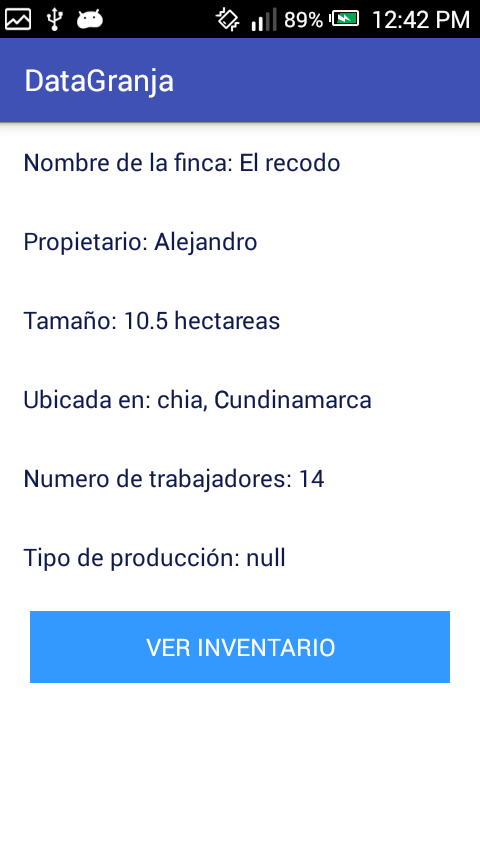 89% 12:42 PM
DataGranja
Nombre de la finca: El recodo
Propietario: Alejandro
Tamaño: 10.5 hectareas
Ubicada en: chia, Cundinamarca
Numero de trabajadores: 14
Tipo de producción: null
VER INVENTARIO